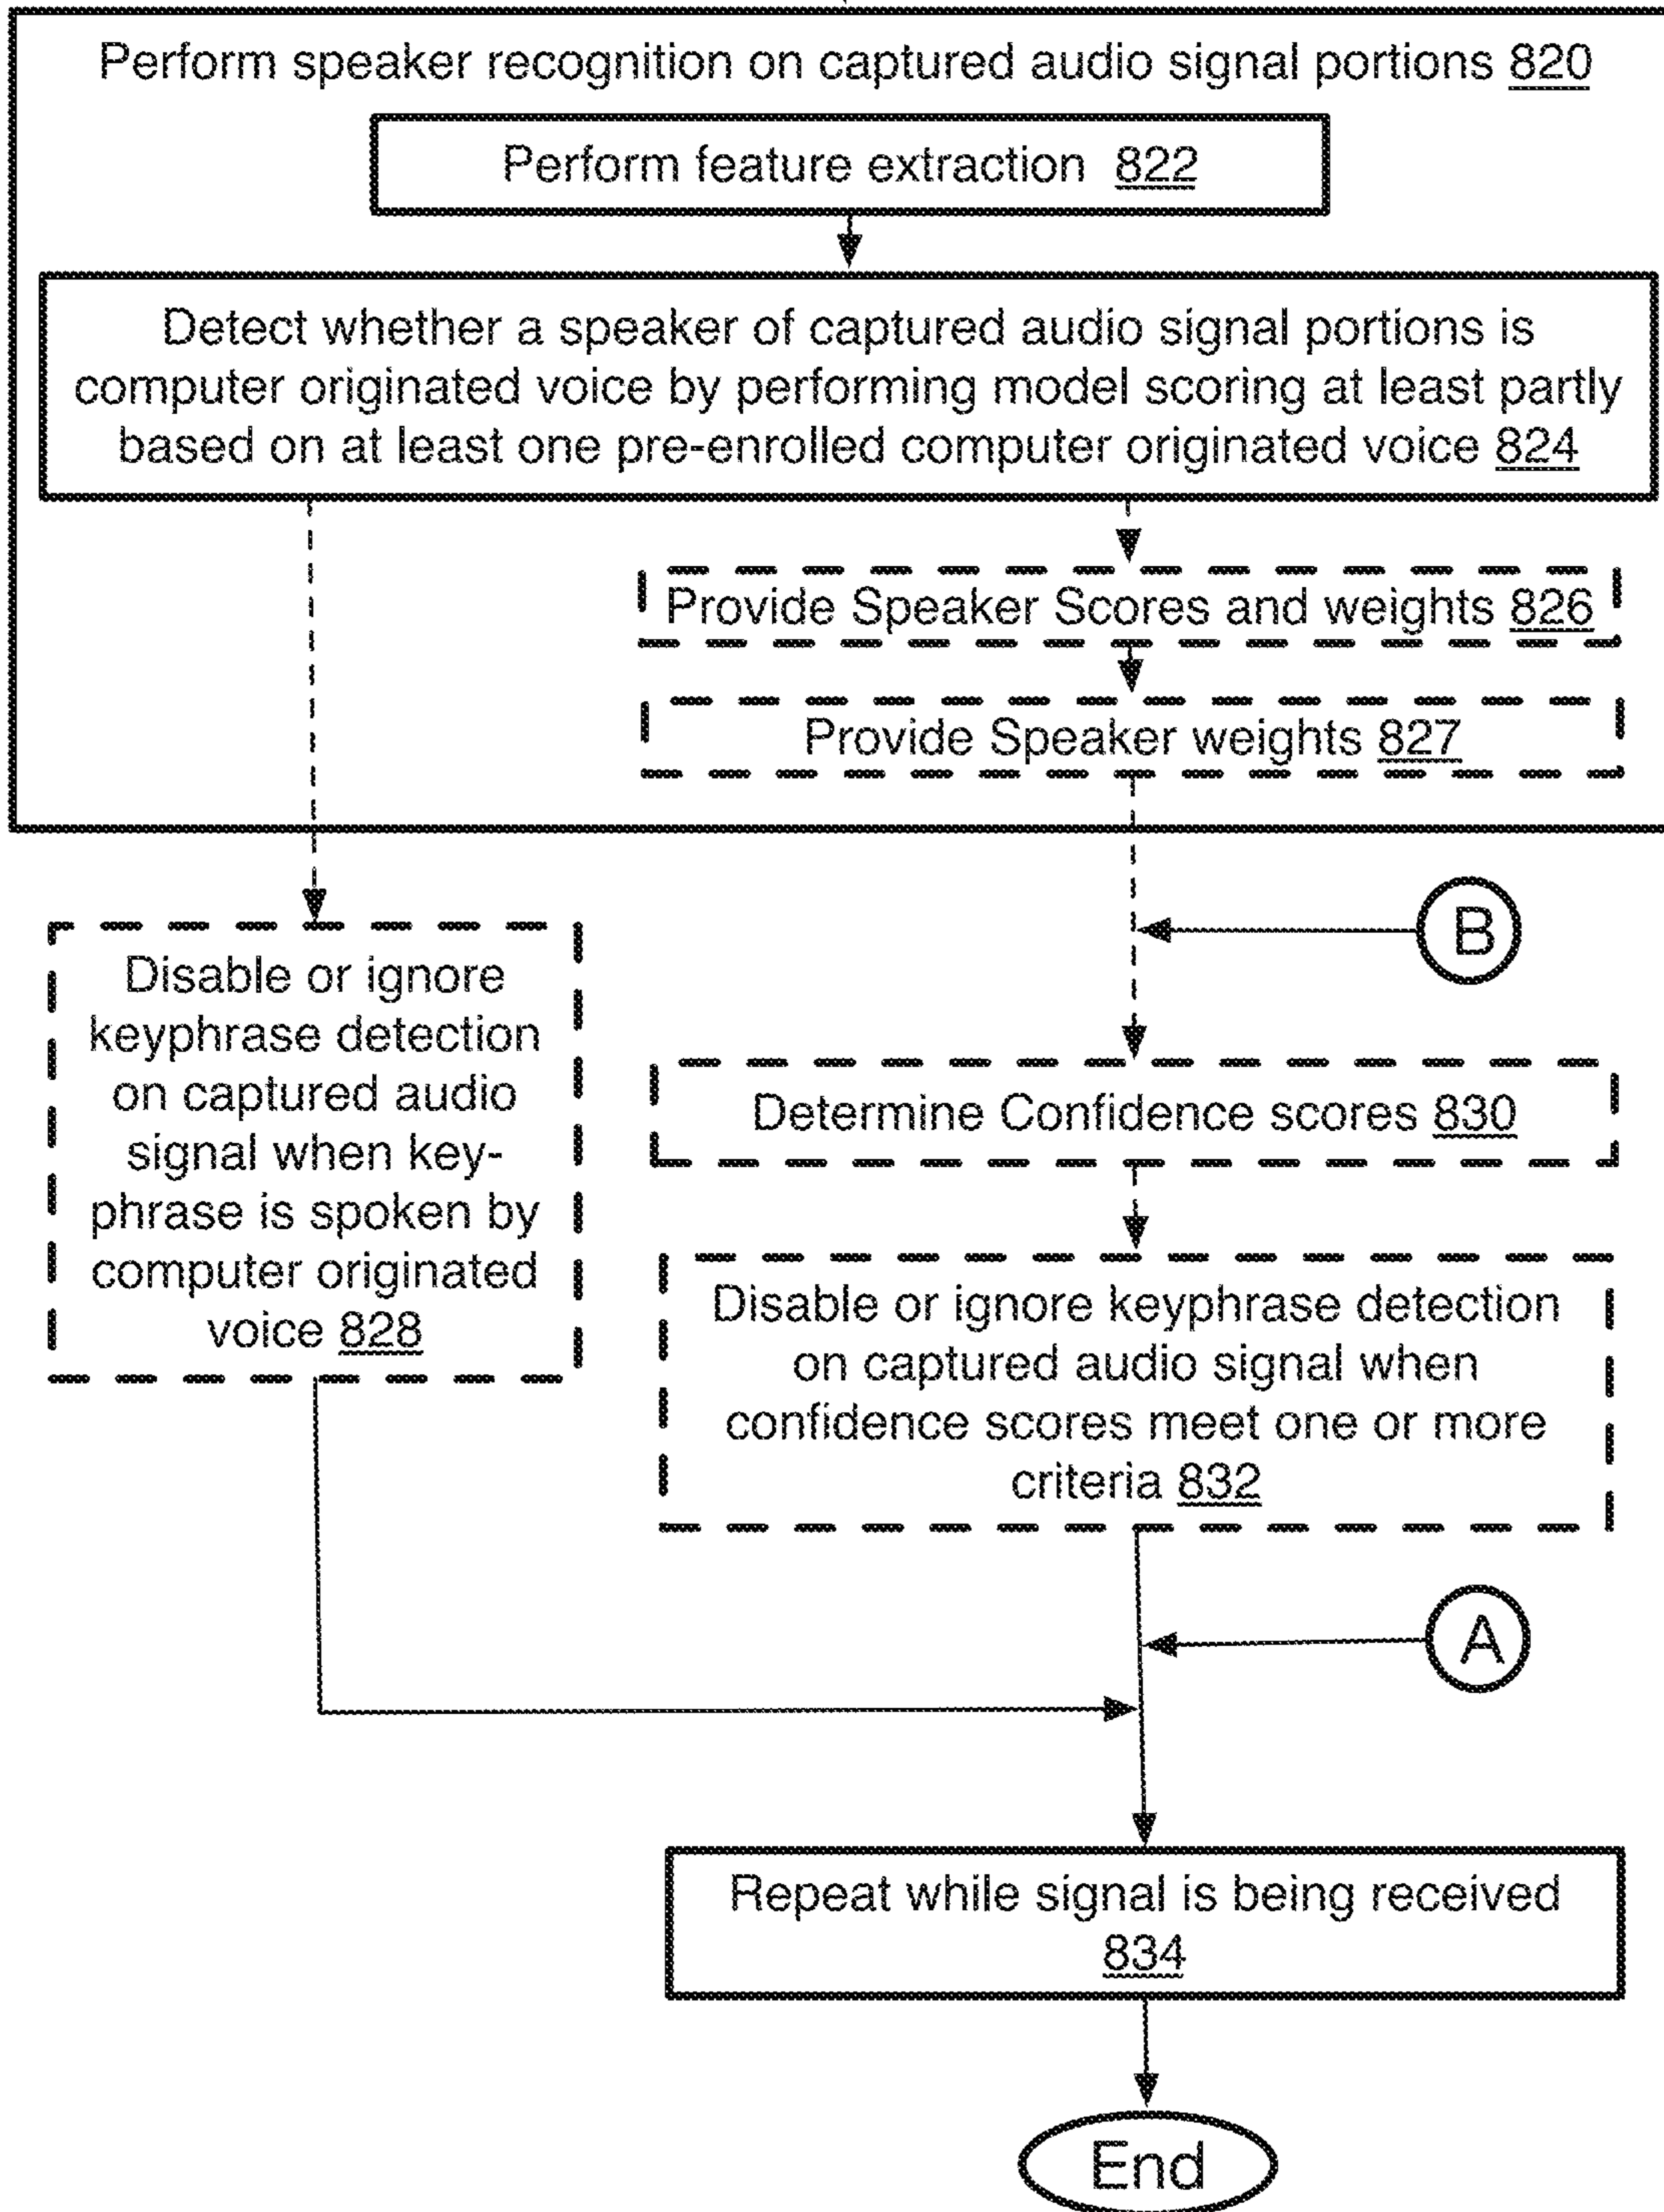 Perform speaker recognition on captured audio signal portions 820
Perform feature extraction 822
Detect whether a speaker of captured audio signal portions is
computer originated voice by performing model scoring at least partly
based on at least one pre-enrolled computer originated voice 824
Provide Speaker Scores and weights 826
Provide Speaker weights 827
B
Disable or ignore
keyphrase detection
on captured audio
signal when key-
phrase is spoken by
computer originated
voice 828
Determine Confidence scores 830
Disable or ignore keyphrase detection
on captured audio signal when
confidence scores meet one or more
criteria 832
A
Repeat while signal is being received
834
End